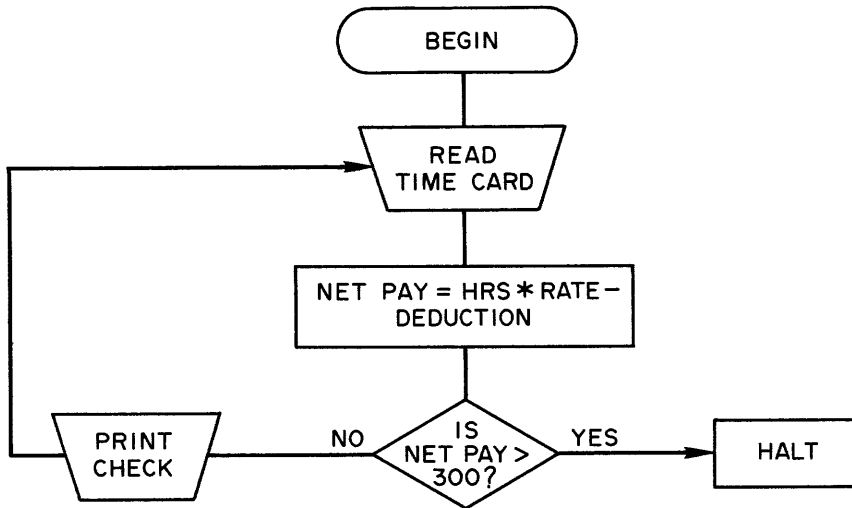 BEGIN
READ
TIME CARD
NET PAY = HRS * RATE –
DEDUCTION
IS
NET PAY >
300?
NO
YES
PRINT
CHECK
HALT